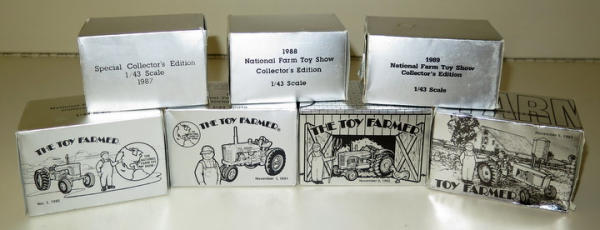 Special Collector's Edition
1/43 Scale
1987
1988
National Farm Toy Show
Collector's Edition
1/43 Scale
1989
National Farm Toy Show
Collector's Edition
1/43 Scale
THE TOY FARMER
THE TOY FARMER
November 1, 1991
THE TOY FARMER
TOY FARMER